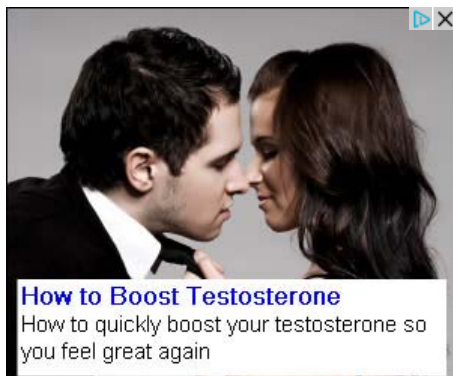 How to Boost Testosterone
How to quickly boost your testosterone so
you feel great again